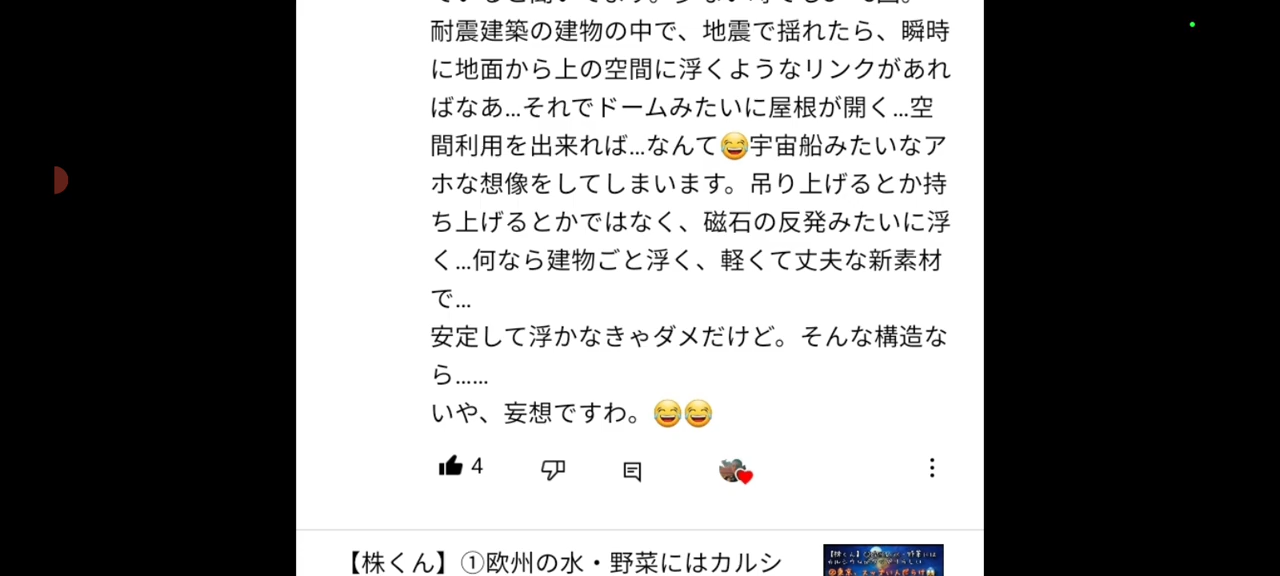 耐震建築の建物の中で、地震で揺れたら、瞬時
に地面から上の空間に浮くようなリンクがあれ
ばなあ…それでドームみたいに屋根が開く…空
間利用を出来れば…なんて😂宇宙船みたいなア
ホな想像をしてしまいます。吊り上げるとか持
ち上げるとかではなく、磁石の反発みたいに浮
く…何なら建物ごと浮く、軽くて丈夫な新素材
で…
安定して浮かなきゃダメだけど。そんな構造な
ら……
いや、妄想ですわ。😂😂
4
【株くん】①欧州の水・野菜にはカルシ